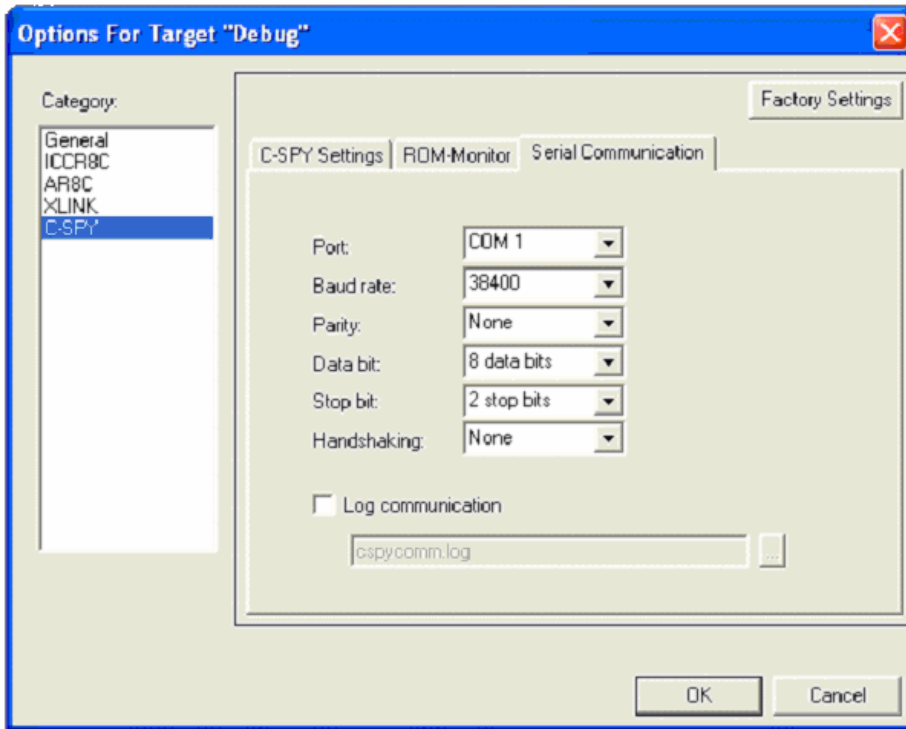 Options For Target "Debug"
Category:
Factory Settings
General
ICCR8C
AR8C
XLINK
C-SPY
C-SPY Settings
ROM-Monitor
Serial Communication
Port: COM 1
Baud rate: 38400
Parity: None
Data bit: 8 data bits
Stop bit: 2 stop bits
Handshaking: None
Log communication
cspycomm.log
...
OK
Cancel